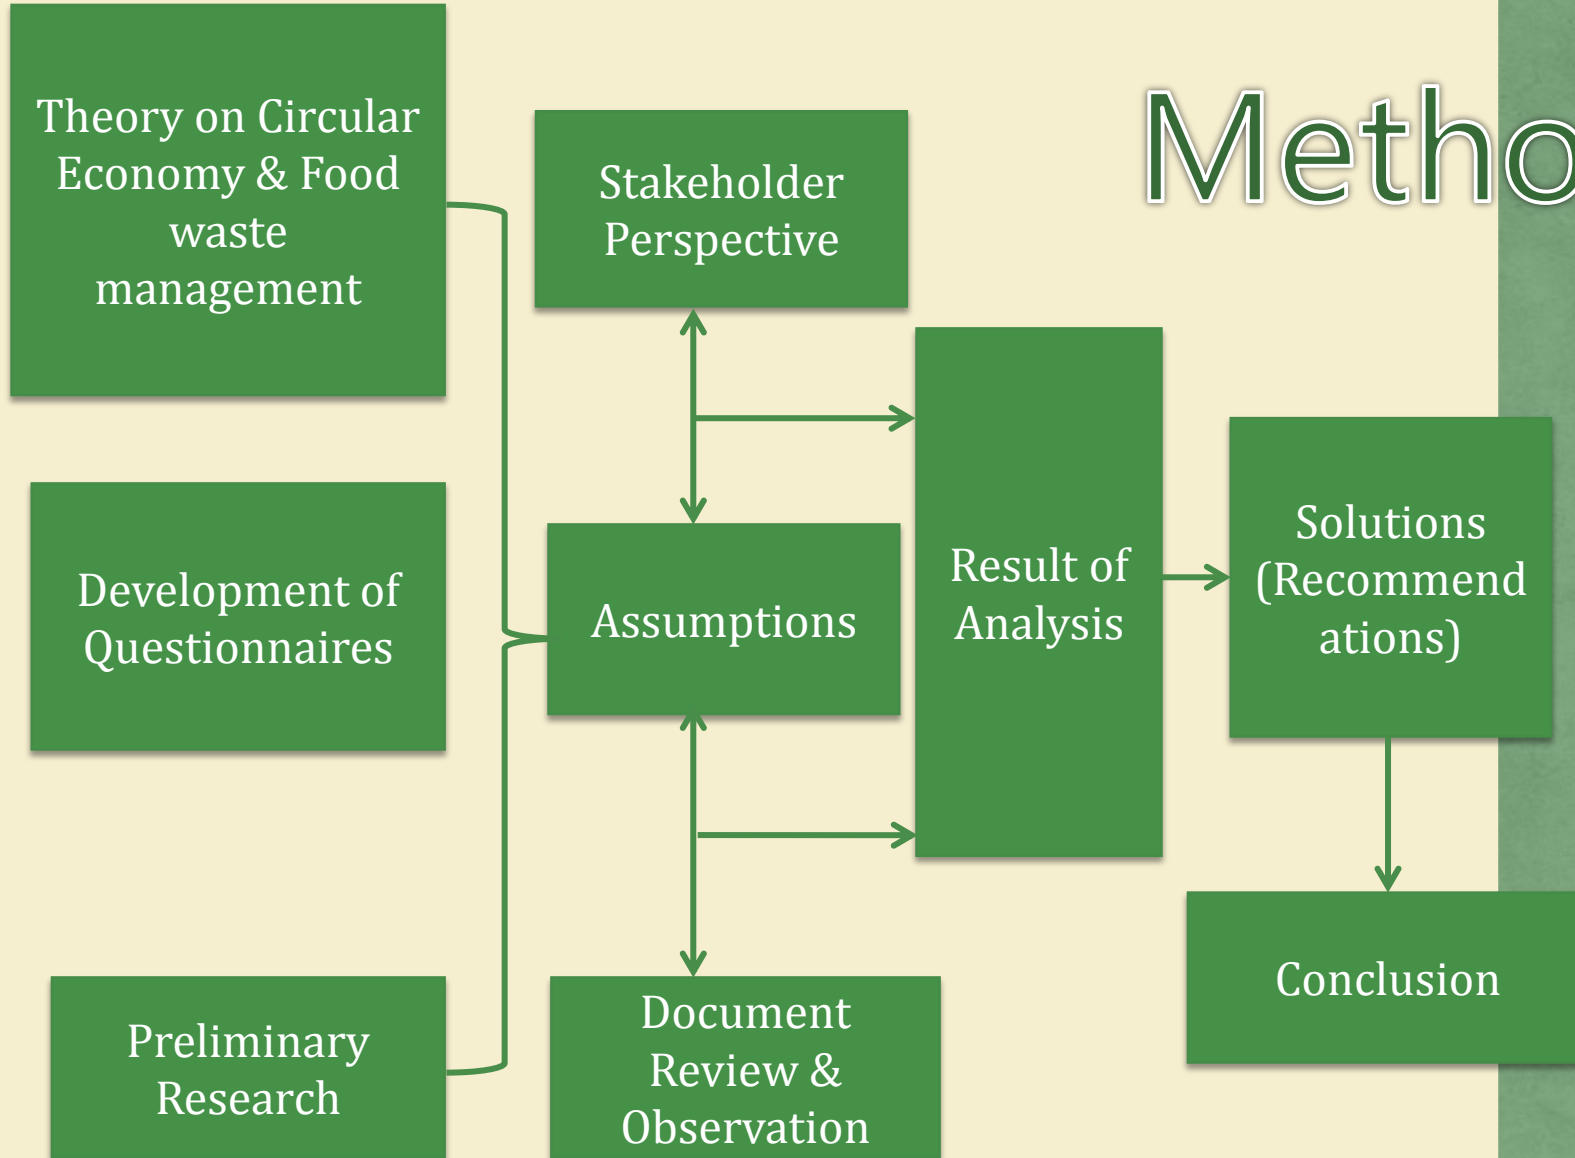 Metho
Theory on Circular
Economy & Food
waste
management
Stakeholder
Perspective
Development of
Questionnaires
Assumptions
Result of
Analysis
Solutions
(Recommend
ations)
Preliminary
Research
Document
Review &
Observation
Conclusion